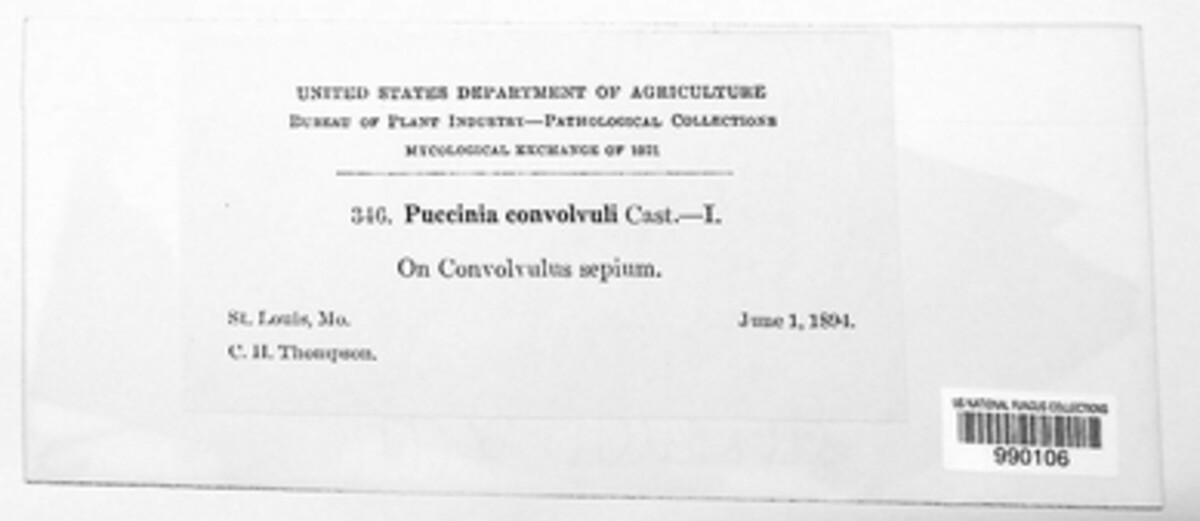 UNITED STATES DEPARTMENT OF AGRICULTURE
BUREAU OF PLANT INDUSTRY—PATHOLOGICAL COLLECTIONS
MYCOLOGICAL EXCHANGE OF
346. Puccinia convolvuli Cast.—I.
On Convolvulus sepium.
St. Louis, Mo.
June 1, 1894.
C. H. Thompson.
US NATIONAL FUNGUS COLLECTIONS
990106